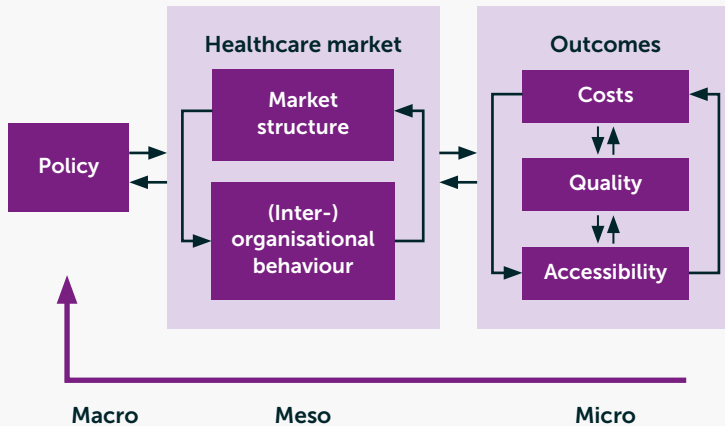 Healthcare market
Outcomes
Policy
Market
structure
(Inter-)
organisational
behaviour
Costs
Quality
Accessibility
Macro
Meso
Micro